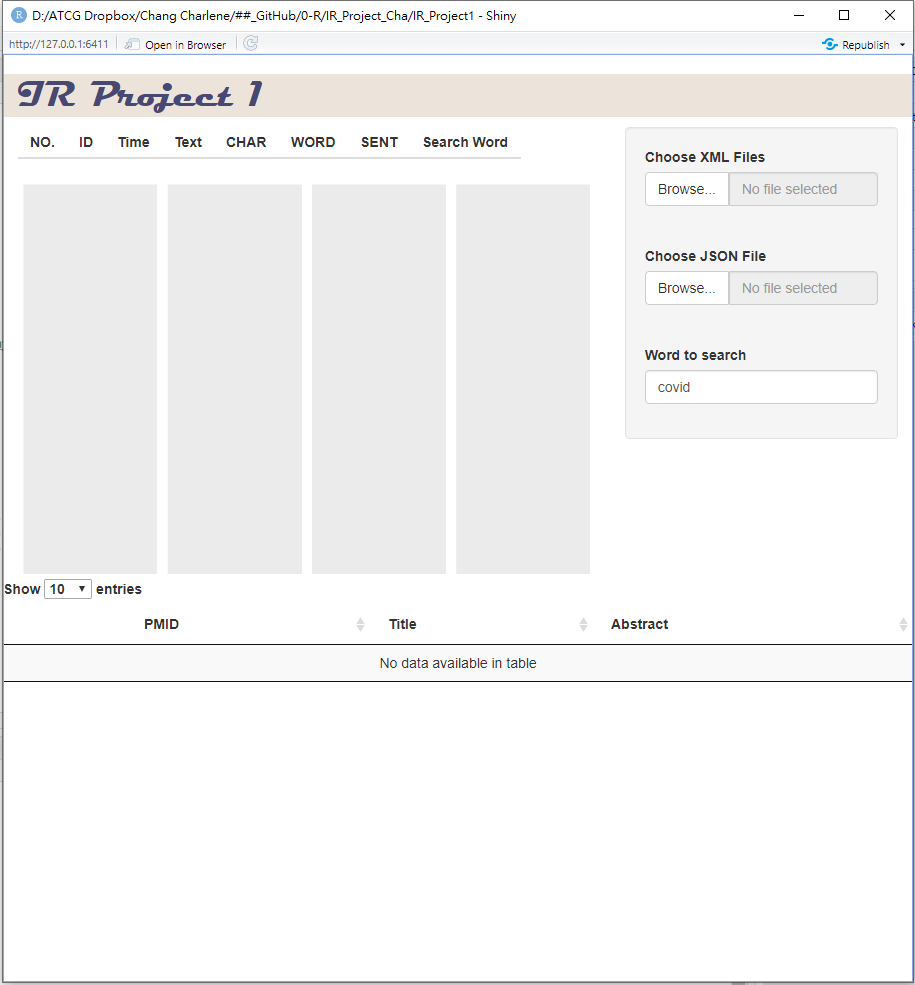 D:/ATCG Dropbox/Chang Charlene/##_GitHub/0-R/IR_Project_Cha/IR_Project1 - Shiny
http://127.0.0.1:6411 Open in Browser Republish
IR Project 1
NO. ID Time Text CHAR WORD SENT Search Word
Choose XML Files
Browse... No file selected
Choose JSON File
Browse... No file selected
Word to search
covid
Show 10 entries
PMID Title Abstract
No data available in table